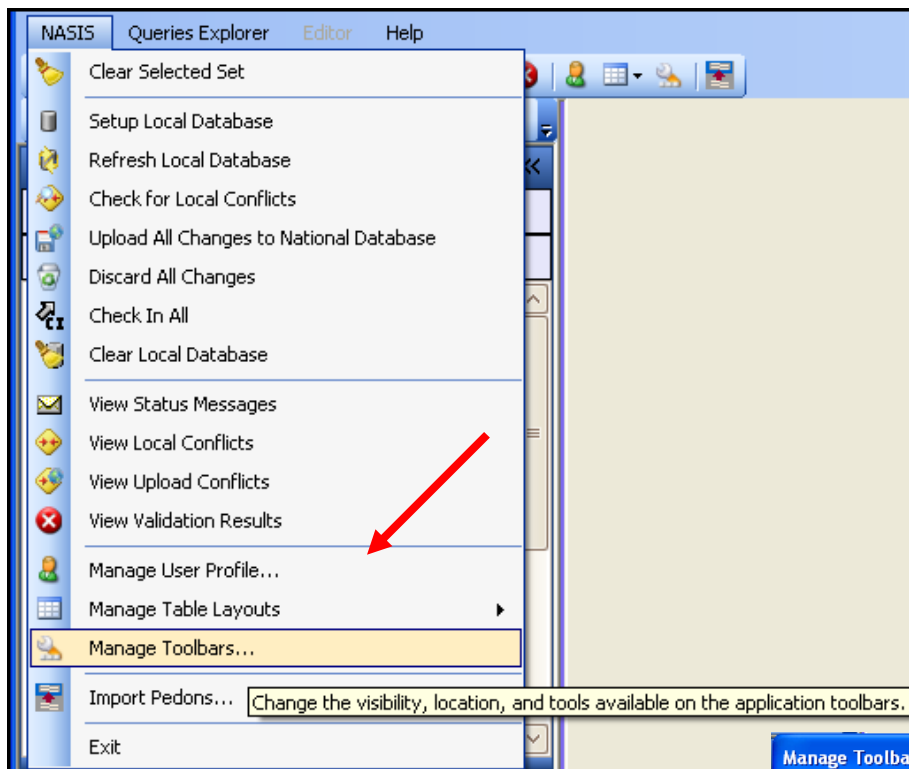 NASIS Queries Explorer Editor Help
Clear Selected Set
Setup Local Database
Refresh Local Database
Check for Local Conflicts
Upload All Changes to National Database
Discard All Changes
CI Check In All
Clear Local Database
View Status Messages
View Local Conflicts
View Upload Conflicts
View Validation Results
Manage User Profile...
Manage Table Layouts
Manage Toolbars...
Import Pedons...
Change the visibility, location, and tools available on the application toolbars.
Exit
Manage Toolba